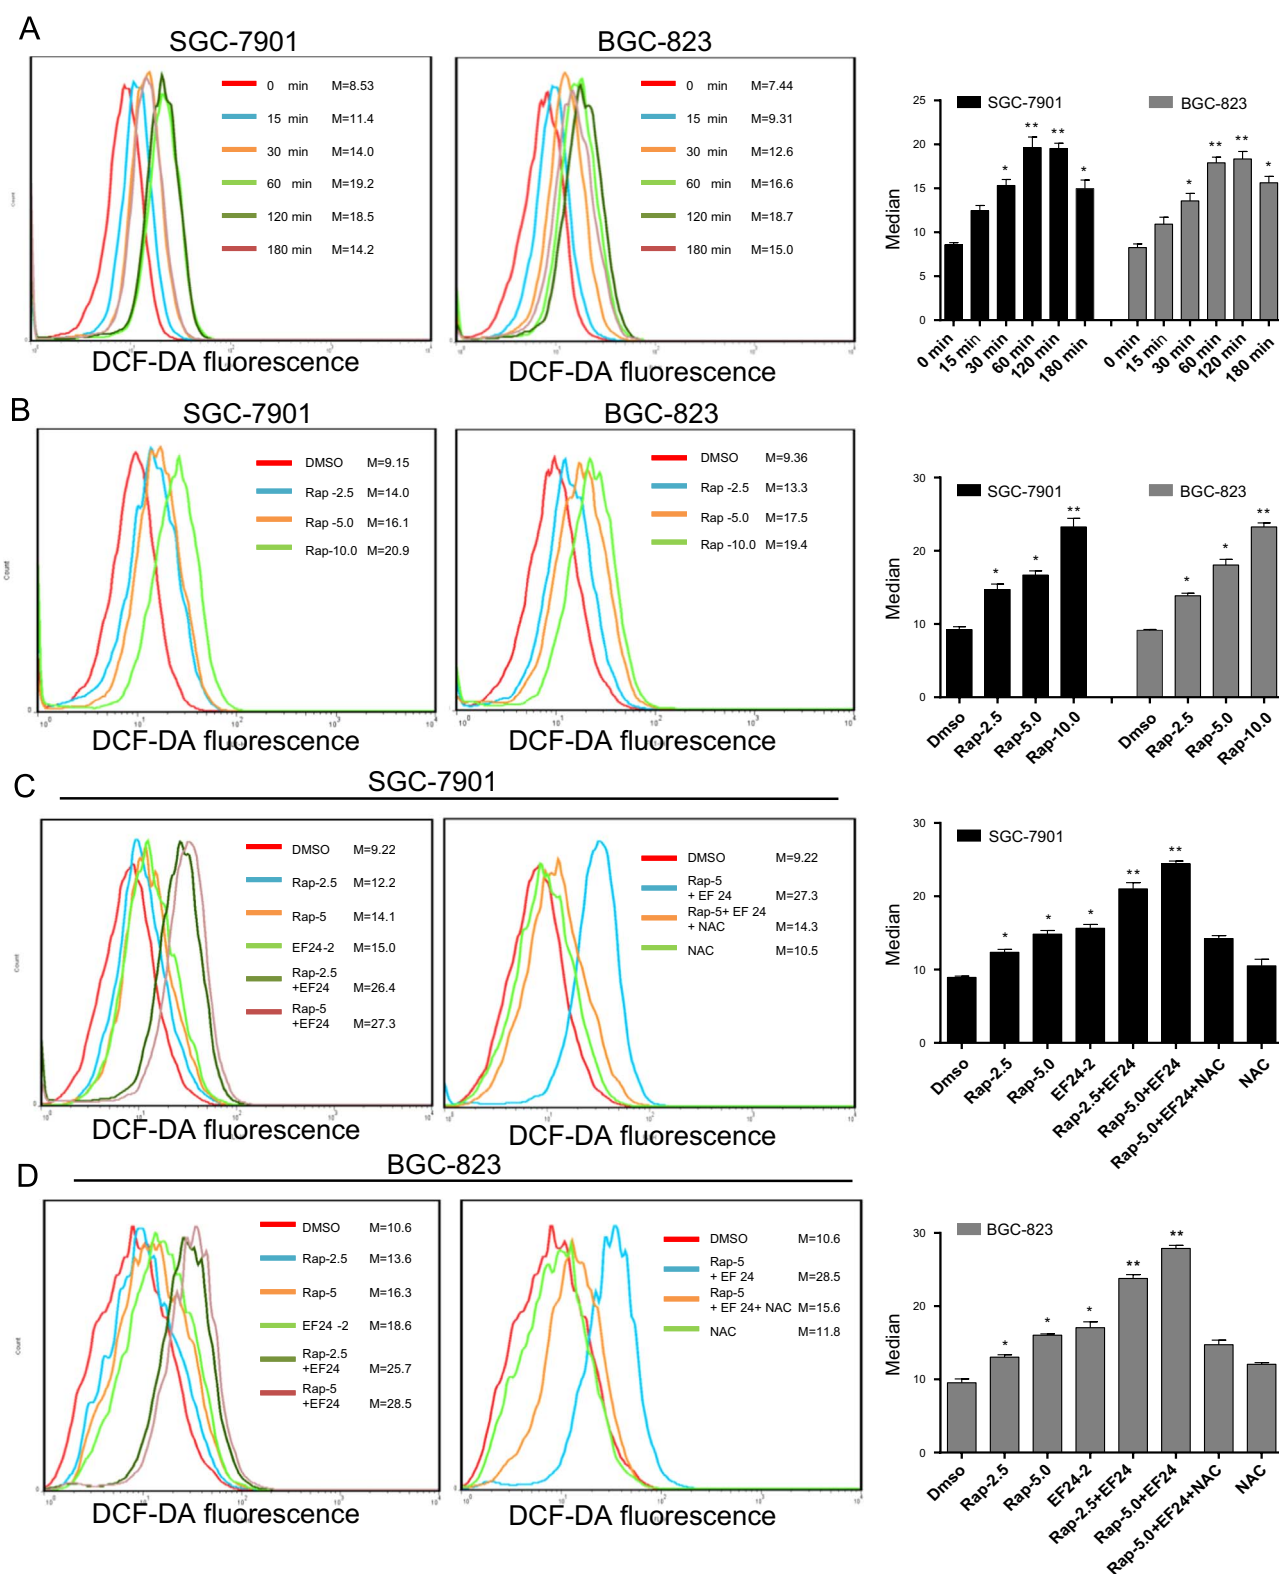 A
SGC-7901
BGC-823
0 min M=8.53
15 min M=11.4
30 min M=14.0
60 min M=19.2
120 min M=18.5
180 min M=14.2
0 min M=7.44
15 min M=9.31
30 min M=12.6
60 min M=16.6
120 min M=18.7
180 min M=15.0
Count
DCF-DA fluorescence
DCF-DA fluorescence
SGC-7901
BGC-823
Median
25
20
15
10
5
0
* ** ** *
* ** ** *
0 min
15 min
30 min
60 min
120 min
180 min
0 min
15 min
30 min
60 min
120 min
180 min
B
SGC-7901
BGC-823
DMSO M=9.15
Rap -2.5 M=14.0
Rap -5.0 M=16.1
Rap-10.0 M=20.9
DMSO M=9.36
Rap -2.5 M=13.3
Rap -5.0 M=17.5
Rap -10.0 M=19.4
Count
0
10⁰ 10¹ 10² 10³ 10⁴
10⁰ 10¹ 10² 10³ 10⁴
DCF-DA fluorescence
DCF-DA fluorescence
SGC-7901
BGC-823
Median
30
20
10
0
* * **
* * **
Dmso
Rap-2.5
Rap-5.0
Rap-10.0
Dmso
Rap-2.5
Rap-5.0
Rap-10.0
C
SGC-7901
DMSO M=9.22
Rap-2.5 M=12.2
Rap-5 M=14.1
EF24-2 M=15.0
Rap-2.5
+EF24 M=26.4
Rap-5
+EF24 M=27.3
DMSO M=9.22
Rap-5
+ EF 24 M=27.3
Rap-5+ EF 24
+ NAC M=14.3
NAC M=10.5
Count
DCF-DA fluorescence
DCF-DA fluorescence
SGC-7901
Median
30
20
10
0
* * * ** **
Dmso
Rap-2.5
Rap-5.0
EF24-2
Rap-2.5+EF24
Rap-5.0+EF24
Rap-5.0+EF24+NAC
NAC
D
BGC-823
DMSO M=10.6
Rap-2.5 M=13.6
Rap-5 M=16.3
EF24 -2 M=18.6
Rap-2.5
+EF24 M=25.7
Rap-5
+EF24 M=28.5
DMSO M=10.6
Rap-5
+ EF 24 M=28.5
Rap-5
+ EF 24+ NAC M=15.6
NAC M=11.8
Count
DCF-DA fluorescence
DCF-DA fluorescence
BGC-823
Median
30
20
10
0
* * * ** **
Dmso
Rap-2.5
Rap-5.0
EF24-2
Rap-2.5+EF24
Rap-5.0+EF24
Rap-5.0+EF24+NAC
NAC